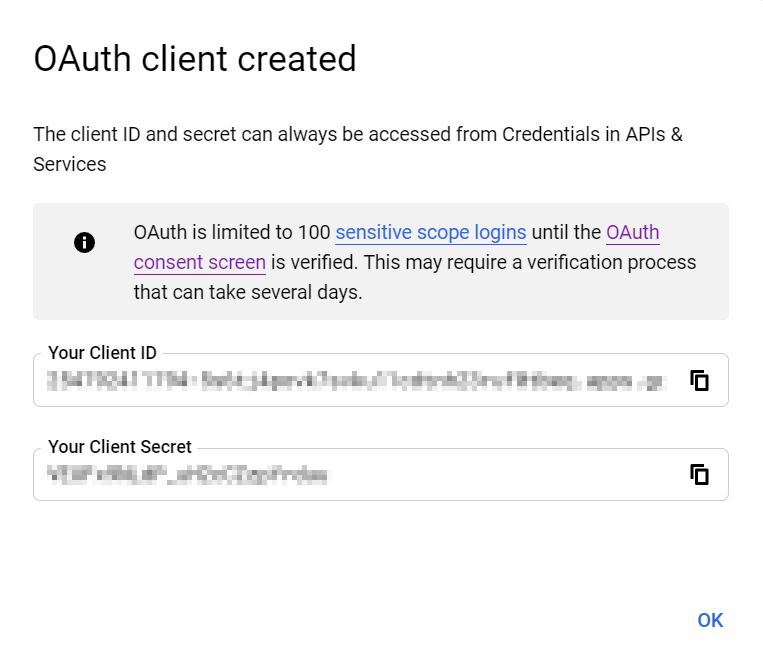 OAuth client created
The client ID and secret can always be accessed from Credentials in APIs &
Services
OAuth is limited to 100 sensitive scope logins until the OAuth
consent screen is verified. This may require a verification process
that can take several days.
Your Client ID
Your Client Secret
OK